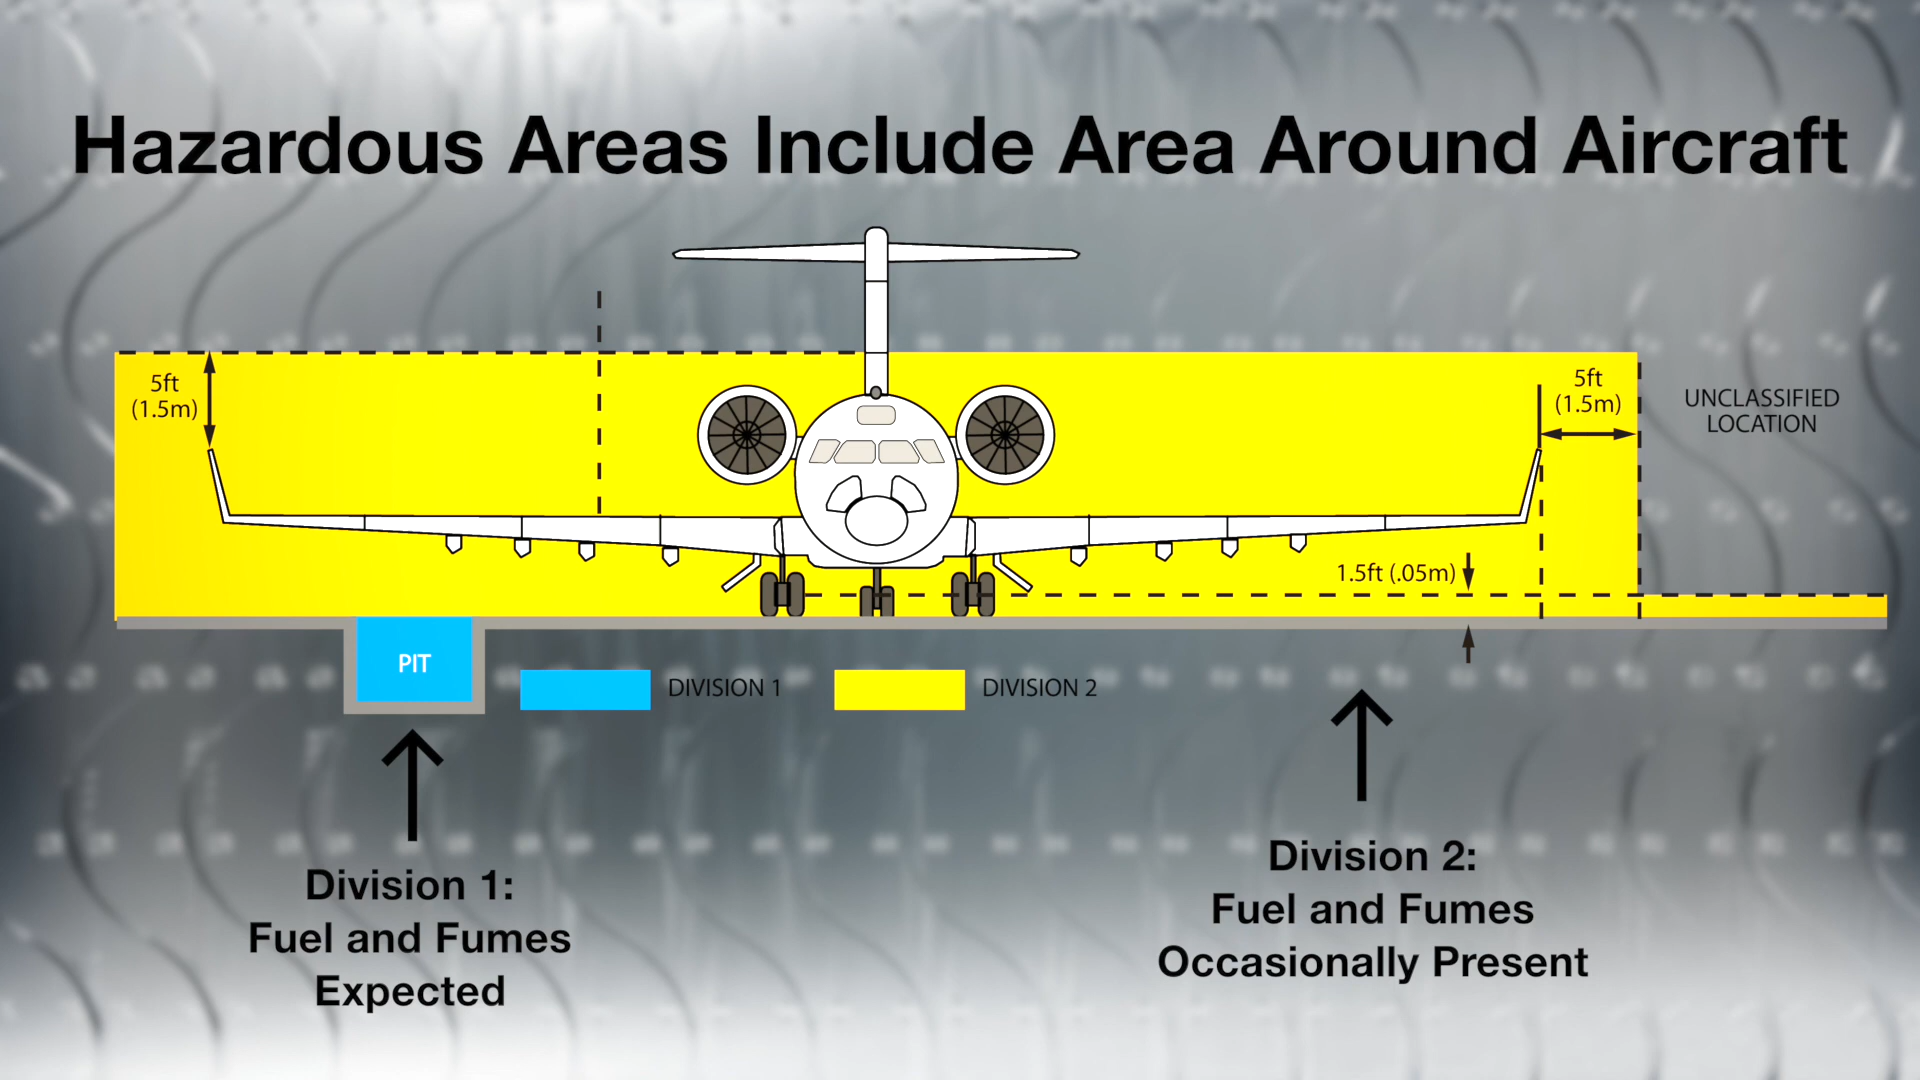 Hazardous Areas Include Area Around Aircraft
5ft
(1.5m)
5ft
(1.5m)
UNCLASSIFIED
LOCATION
1.5ft (.05m)
PIT
DIVISION 1
DIVISION 2
Division 1:
Fuel and Fumes
Expected
Division 2:
Fuel and Fumes
Occasionally Present